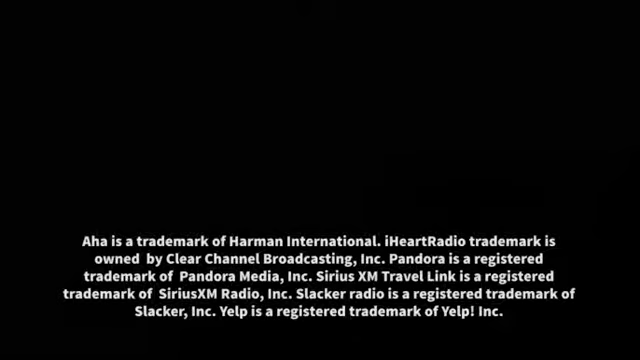 Aha is a trademark of Harman International. iHeartRadio trademark is
owned  by Clear Channel Broadcasting, Inc. Pandora is a registered
trademark of  Pandora Media, Inc. Sirius XM Travel Link is a registered
trademark of  SiriusXM Radio, Inc. Slacker radio is a registered trademark of
Slacker, Inc. Yelp is a registered trademark of Yelp! Inc.